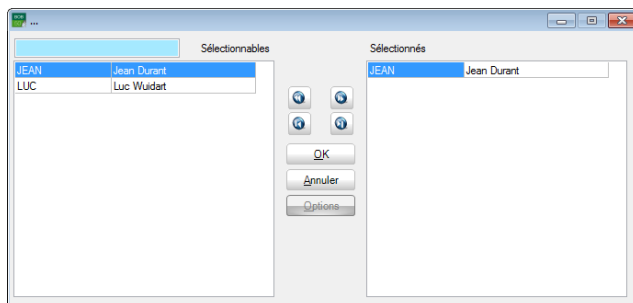 ...
Sélectionnables
Sélectionnés
JEAN Jean Durant
LUC Luc Wuidart
JEAN Jean Durant
OK
Annuler
Options